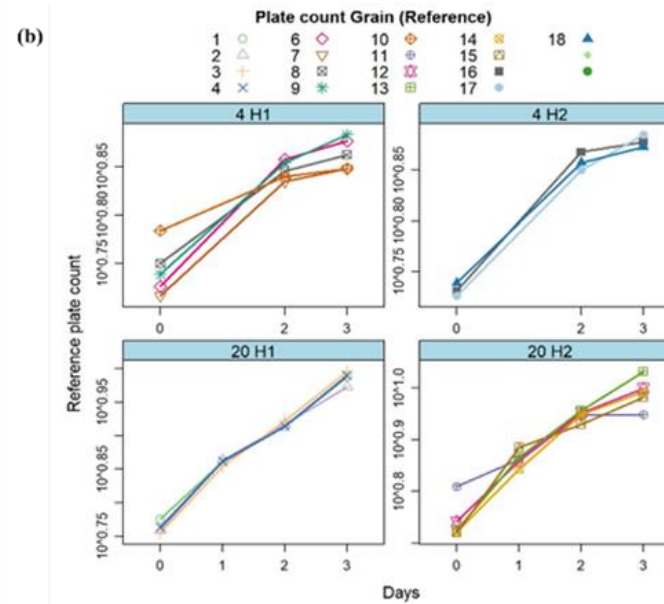 (b)
Plate count Grain (Reference)
1 6 10 14 18
2 7 11 15
3 8 12 16
4 9 13 17
4 H1
4 H2
10^0.85
10^0.80
10^0.75
10^0.85
10^0.80
10^0.75
0 2 3
0 2 3
Reference plate count
20 H1
20 H2
10^0.95
10^0.85
10^0.75
10^1.0
10^0.9
10^0.8
0 1 2 3
0 1 2 3
Days